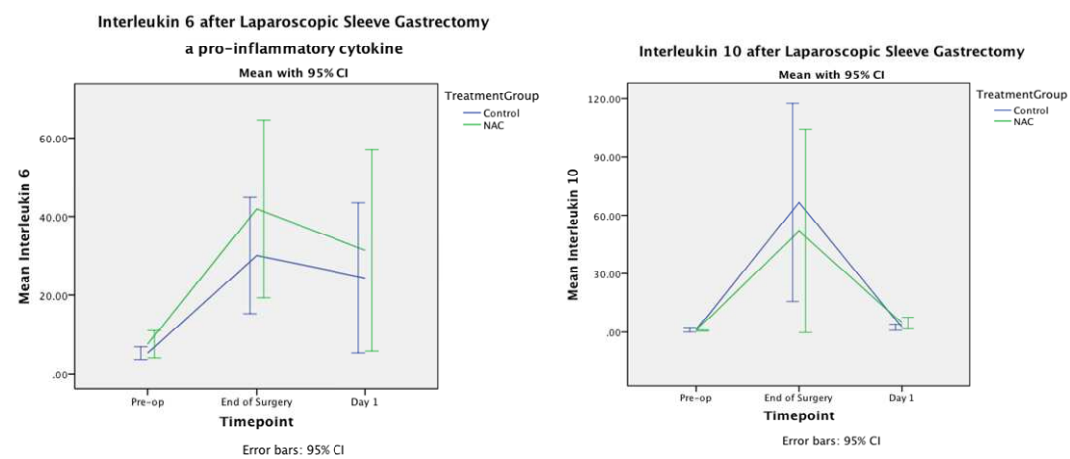 Interleukin 6 after Laparoscopic Sleeve Gastrectomy
a pro-inflammatory cytokine
Mean with 95% CI
TreatmentGroup
Control
NAC
Mean Interleukin 6
60.00
40.00
20.00
.00
Pre-op
End of Surgery
Day 1
Timepoint
Error bars: 95% CI
Interleukin 10 after Laparoscopic Sleeve Gastrectomy
Mean with 95% CI
TreatmentGroup
Control
NAC
Mean Interleukin 10
120.00
90.00
60.00
30.00
.00
Pre-op
End of Surgery
Day 1
Timepoint
Error bars: 95% CI